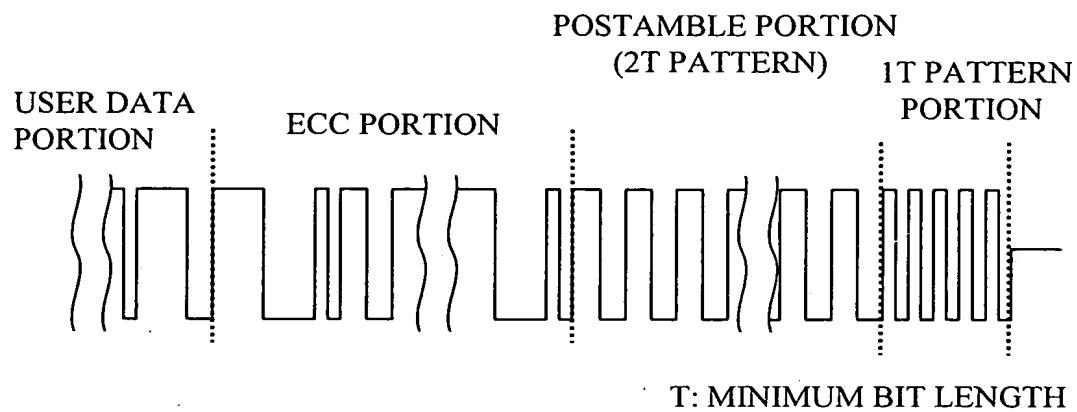 POSTAMBLE PORTION
(2T PATTERN)
1T PATTERN
PORTION
USER DATA
PORTION
ECC PORTION
T: MINIMUM BIT LENGTH